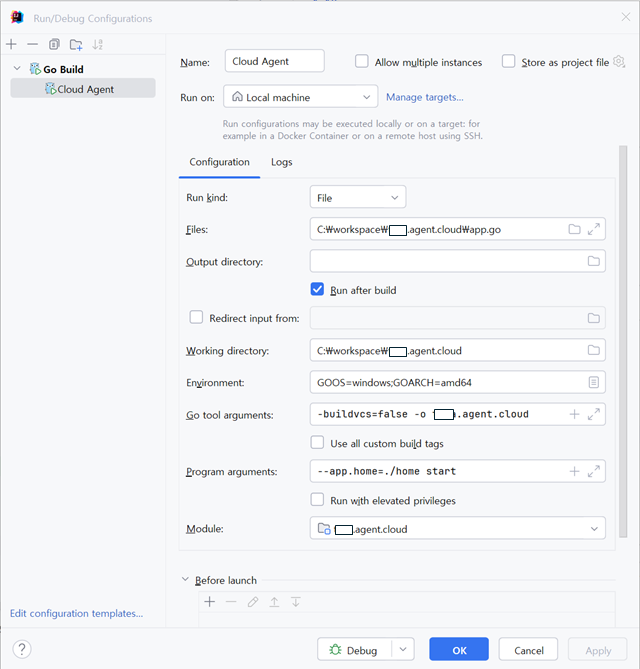 Run/Debug Configurations
Go Build
Cloud Agent
Name: Cloud Agent Allow multiple instances Store as project file
Run on: Local machine Manage targets...
Run configurations may be executed locally or on a target: for
example in a Docker Container or on a remote host using SSH.
Configuration Logs
Run kind: File
Files: C:₩workspace₩ .agent.cloud₩app.go
Output directory:
Run after build
Redirect input from:
Working directory: C:₩workspace₩ .agent.cloud
Environment: GOOS=windows;GOARCH=amd64
Go tool arguments: -buildvcs=false -o .agent.cloud
Use all custom build tags
Program arguments: --app.home=./home start
Run with elevated privileges
Module: .agent.cloud
Before launch
Edit configuration templates...
? Debug OK Cancel Apply